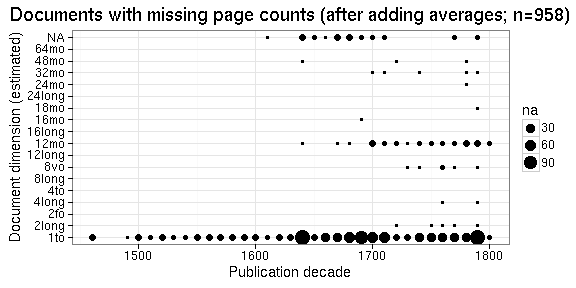 Documents with missing page counts (after adding averages; n=958)
Document dimension (estimated)
NA
64mo
48mo
32mo
24mo
24long
18mo
16mo
16long
12mo
12long
8vo
8long
4to
4long
2fo
2long
1to
1500
1600
1700
1800
Publication decade
na
30
60
90